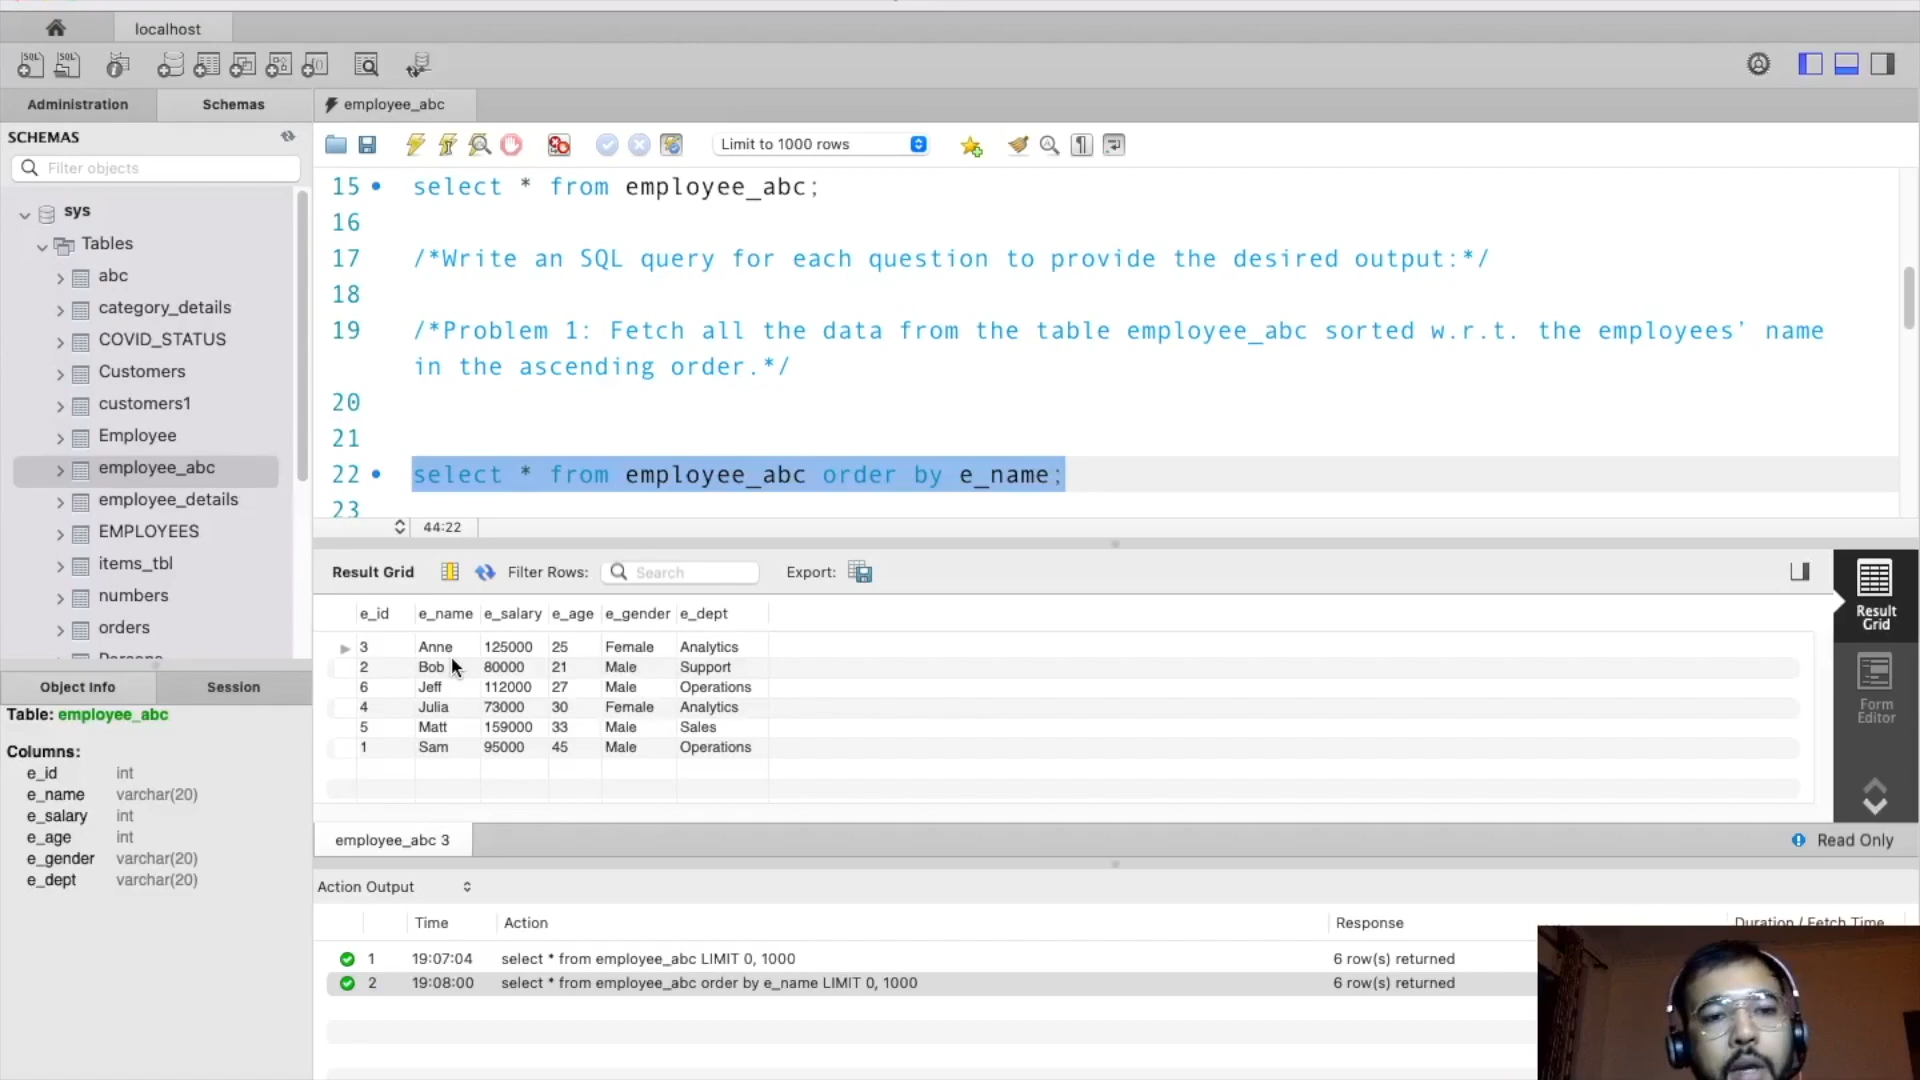 localhost
Administration Schemas employee_abc
SCHEMAS
Filter objects
sys
Tables
abc
category_details
COVID_STATUS
Customers
customers1
Employee
employee_abc
employee_details
EMPLOYEES
items_tbl
numbers
orders
Persons
Object Info Session
Table: employee_abc
Columns:
e_id int
e_name varchar(20)
e_salary int
e_age int
e_gender varchar(20)
e_dept varchar(20)
Limit to 1000 rows
15 select * from employee_abc;
16
17 /*Write an SQL query for each question to provide the desired output:*/
18
19 /*Problem 1: Fetch all the data from the table employee_abc sorted w.r.t. the employees’ name
in the ascending order.*/
20
21
22 select * from employee_abc order by e_name;
23
44:22
Result Grid Filter Rows: Search Export:
e_id e_name e_salary e_age e_gender e_dept
3 Anne 125000 25 Female Analytics
2 Bob 80000 21 Male Support
6 Jeff 112000 27 Male Operations
4 Julia 73000 30 Female Analytics
5 Matt 159000 33 Male Sales
1 Sam 95000 45 Male Operations
Result
Grid
Form
Editor
employee_abc 3 Read Only
Action Output
Time Action Response Duration / Fetch Time
1 19:07:04 select * from employee_abc LIMIT 0, 1000 6 row(s) returned
2 19:08:00 select * from employee_abc order by e_name LIMIT 0, 1000 6 row(s) returned